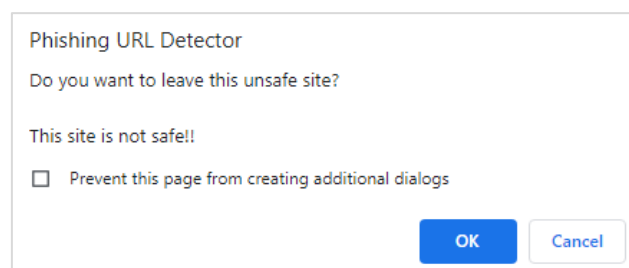 Phishing URL Detector
Do you want to leave this unsafe site?
This site is not safe!!
Prevent this page from creating additional dialogs
OK Cancel